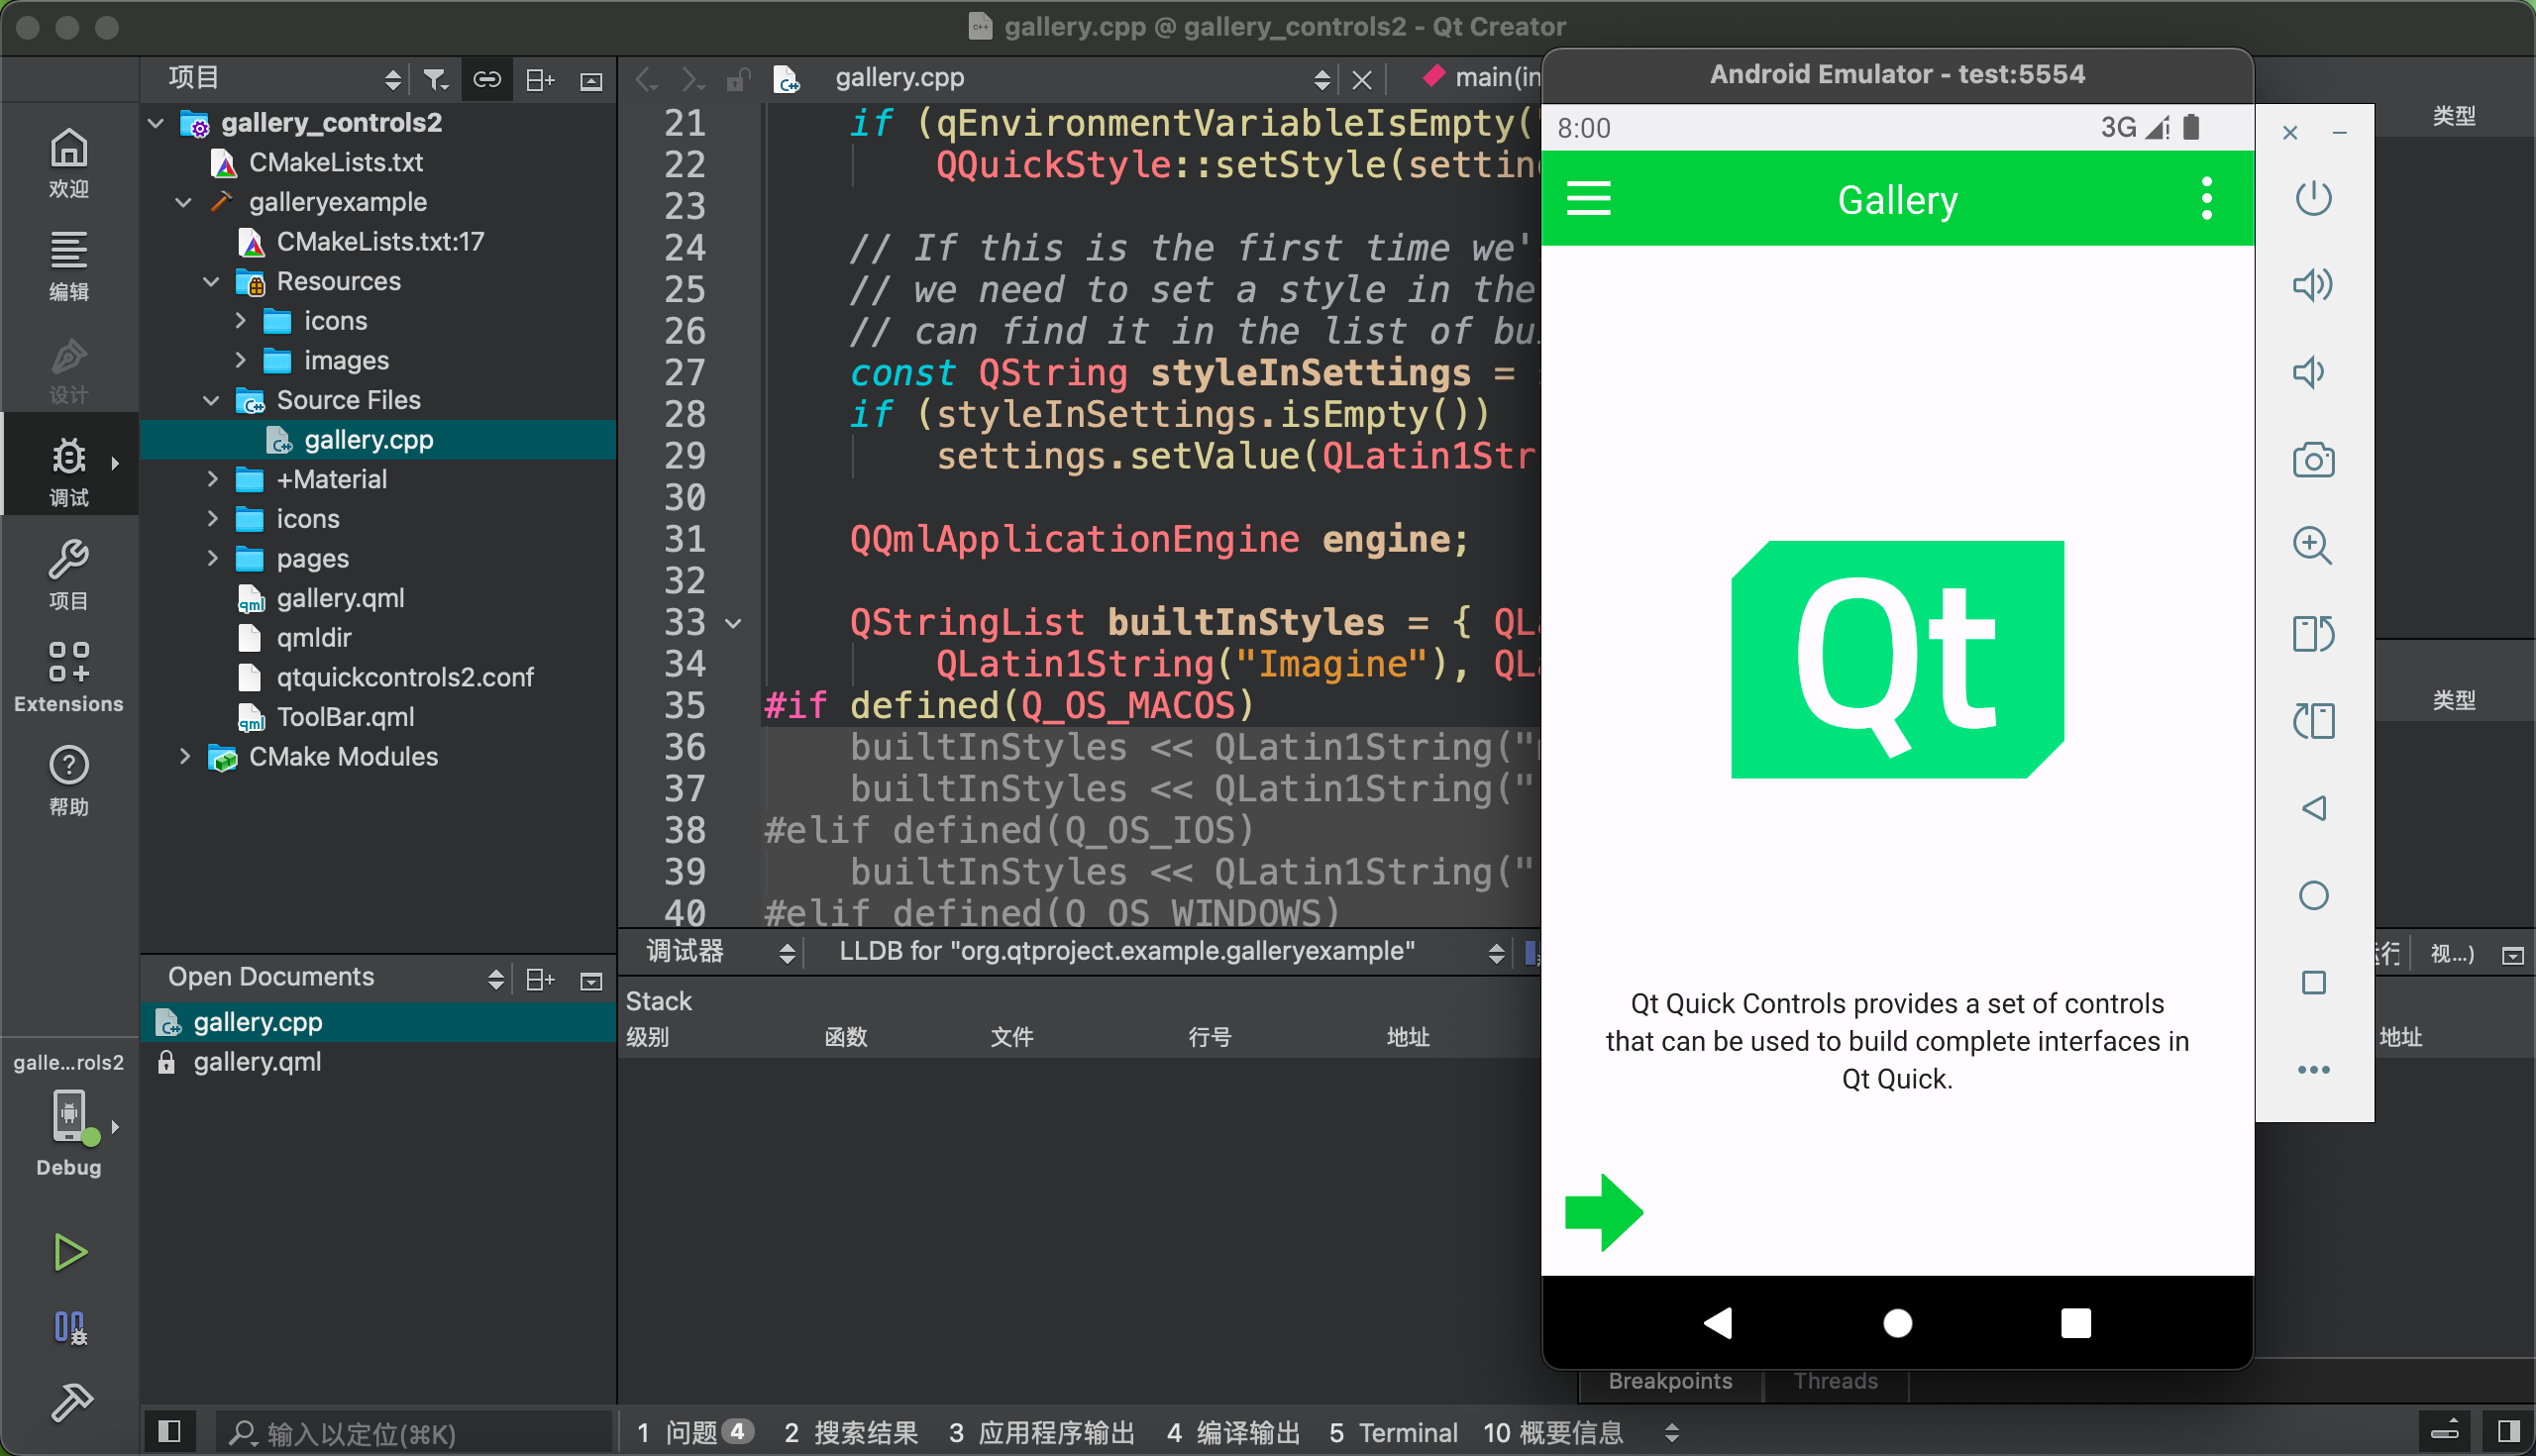 gallery.cpp @ gallery_controls2 - Qt Creator
项目
gallery.cpp
main(in
欢迎
编辑
设计
调试
项目
Extensions
帮助
galle...rols2
Debug
gallery_controls2
CMakeLists.txt
galleryexample
CMakeLists.txt:17
Resources
icons
images
Source Files
gallery.cpp
+Material
icons
pages
gallery.qml
qmldir
qtquickcontrols2.conf
ToolBar.qml
CMake Modules
Open Documents
gallery.cpp
gallery.qml
21 if (qEnvironmentVariableIsEmpty(
22 QQuickStyle::setStyle(settin
23
24 // If this is the first time we'
25 // we need to set a style in the
26 // can find it in the list of bu
27 const QString styleInSettings =
28 if (styleInSettings.isEmpty())
29 settings.setValue(QLatin1Str
30
31 QQmlApplicationEngine engine;
32
33 QStringList builtInStyles = { QL
34 QLatin1String("Imagine"), QLa
35 #if defined(Q_OS_MACOS)
36 builtInStyles << QLatin1String("
37 builtInStyles << QLatin1String("
38 #elif defined(Q_OS_IOS)
39 builtInStyles << QLatin1String("
40 #elif defined(Q_OS_WINDOWS)
调试器
LLDB for "org.qtproject.example.galleryexample"
Stack
级别 函数 文件 行号 地址
Android Emulator - test:5554
8:00 3G
Gallery
Qt
Qt Quick Controls provides a set of controls
that can be used to build complete interfaces in
Qt Quick.
类型
类型
行 视...)
地址
Breakpoints Threads
输入以定位(⌘K)
1 问题 4 2 搜索结果 3 应用程序输出 4 编译输出 5 Terminal 10 概要信息